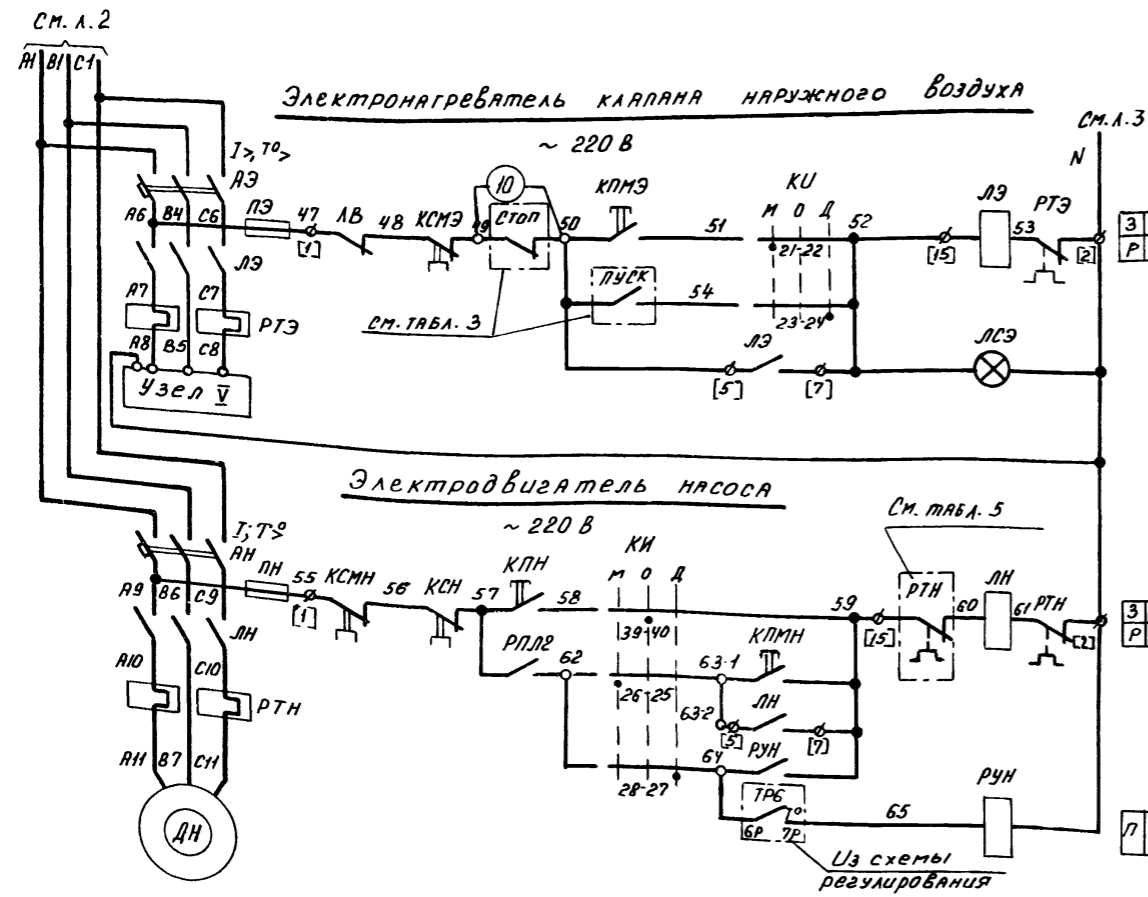 См. л. 2
А1 В1 С1
Электронагреватель клапана наружного воздуха
См. л. 3
~ 220 В
N
I>, T°>
АЭ
10
КПМЭ
КИ
ЛЭ
РТЭ
А6 В4 С6
ПЭ
47
ЛВ
48
КСМЭ
49
СТОП
50
51
М О Д
52
53
З
Р
[1]
21-22
[15]
[2]
ЛЭ
ПУСК
54
А7
С7
РТЭ
СМ. ТАБЛ. 3
23-24
ЛЭ
ЛСЭ
А8 В5 С8
[5]
[7]
Узел V
Электродвигатель насоса
См. табл. 5
~ 220 В
I; T>°
АН
КИ
А9 В6 С9
ПН
55
КСМН
56
КСН
57
КПН
58
М О Д
59
РТН
60
ЛН
61
РТН
З
Р
[1]
39-40
[15]
[2]
ЛН
РПЛ2
62
63-1
КПМН
А10
С10
26-25
РТН
63-2
ЛН
[5]
[7]
А11 В7 С11
64
РУН
28-27
РУН
ДН
ТР6
6Р 7Р
65
Л
Из схемы
регулирования